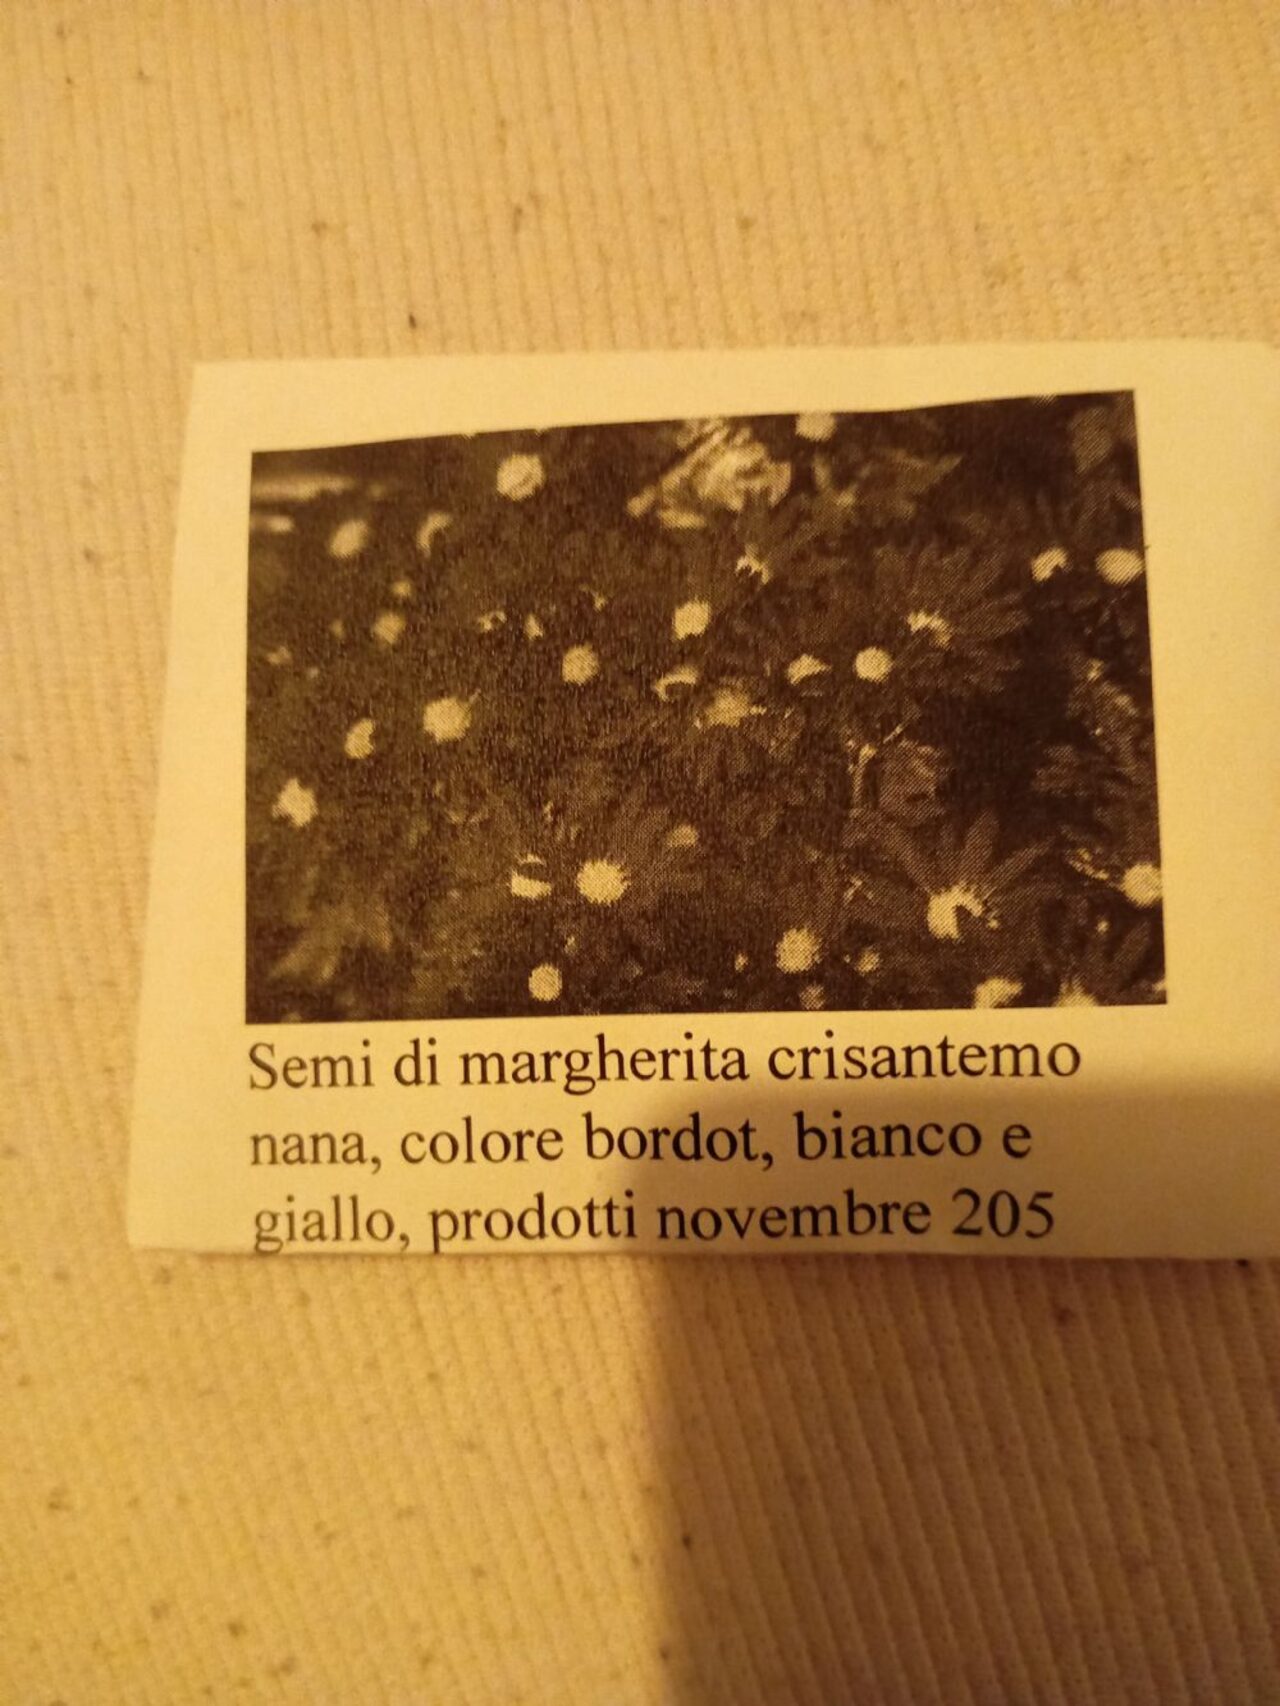 Semi di margherita crisantemo
nana, colore bordot, bianco e
giallo, prodotti novembre 205